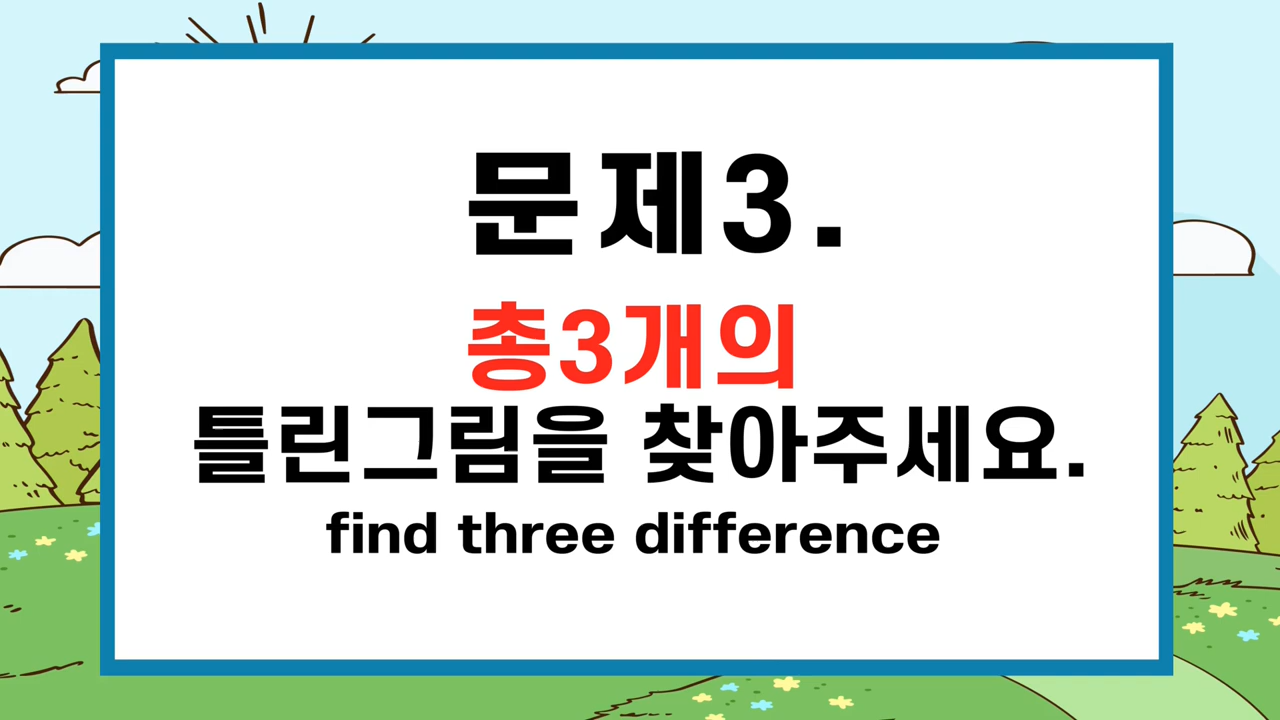 문제3.
총3개의
틀린그림을 찾아주세요.
find three difference